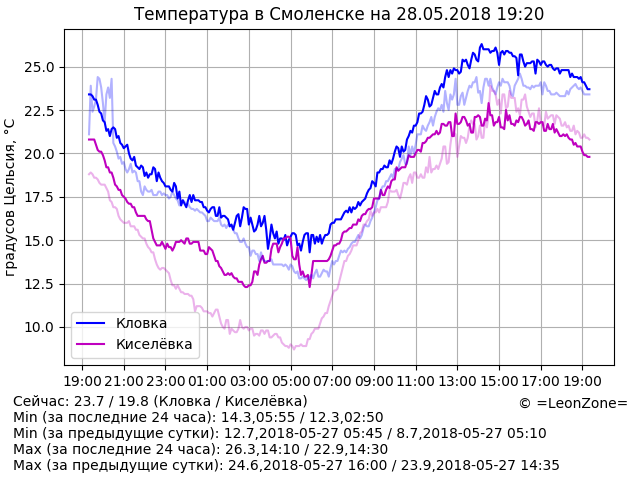 Температура в Смоленске на 28.05.2018 19:20
градусов Цельсия, °C
25.0
22.5
20.0
17.5
15.0
12.5
10.0
Кловка
Киселёвка
19:00 21:00 23:00 01:00 03:00 05:00 07:00 09:00 11:00 13:00 15:00 17:00 19:00
Сейчас: 23.7 / 19.8 (Кловка / Киселёвка)
© =LeonZone=
Min (за последние 24 часа): 14.3,05:55 / 12.3,02:50
Min (за предыдущие сутки): 12.7,2018-05-27 05:45 / 8.7,2018-05-27 05:10
Max (за последние 24 часа): 26.3,14:10 / 22.9,14:30
Max (за предыдущие сутки): 24.6,2018-05-27 16:00 / 23.9,2018-05-27 14:35